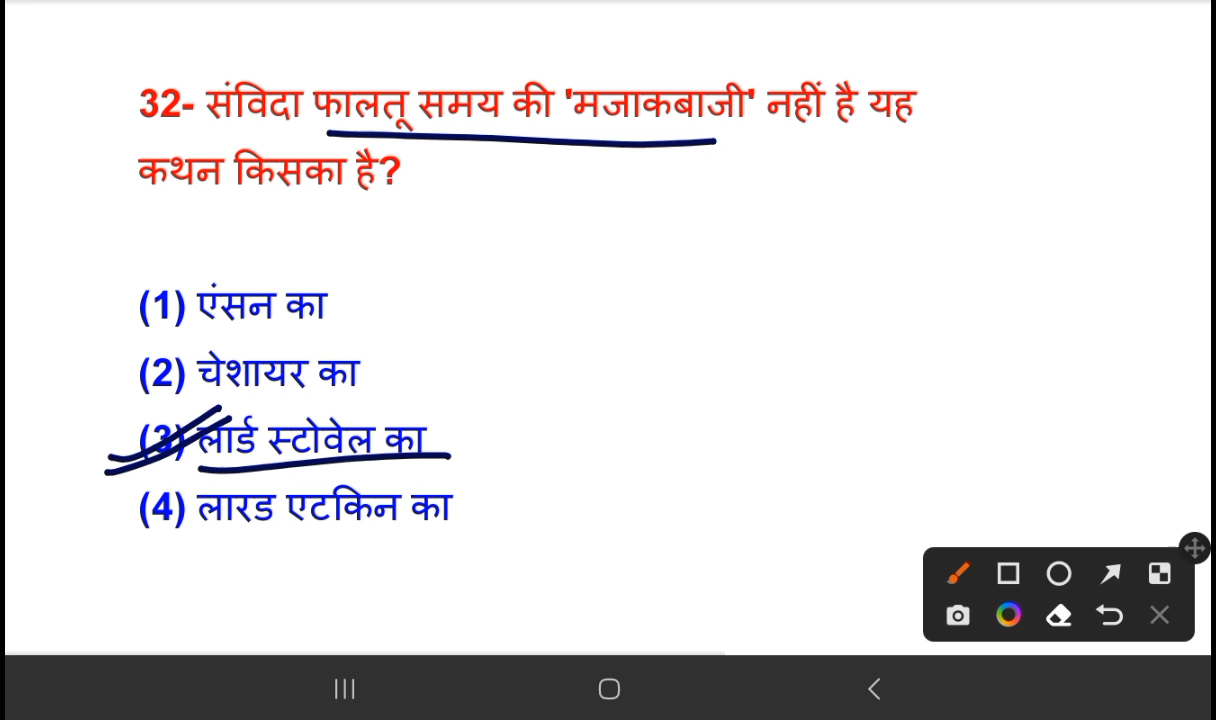 32- संविदा फालतू समय की 'मजाकबाजी' नहीं है यह
कथन किसका है?
(1) एंसन का
(2) चेशायर का
(3) लार्ड स्टोवेल का
(4) लारड एटकिन का